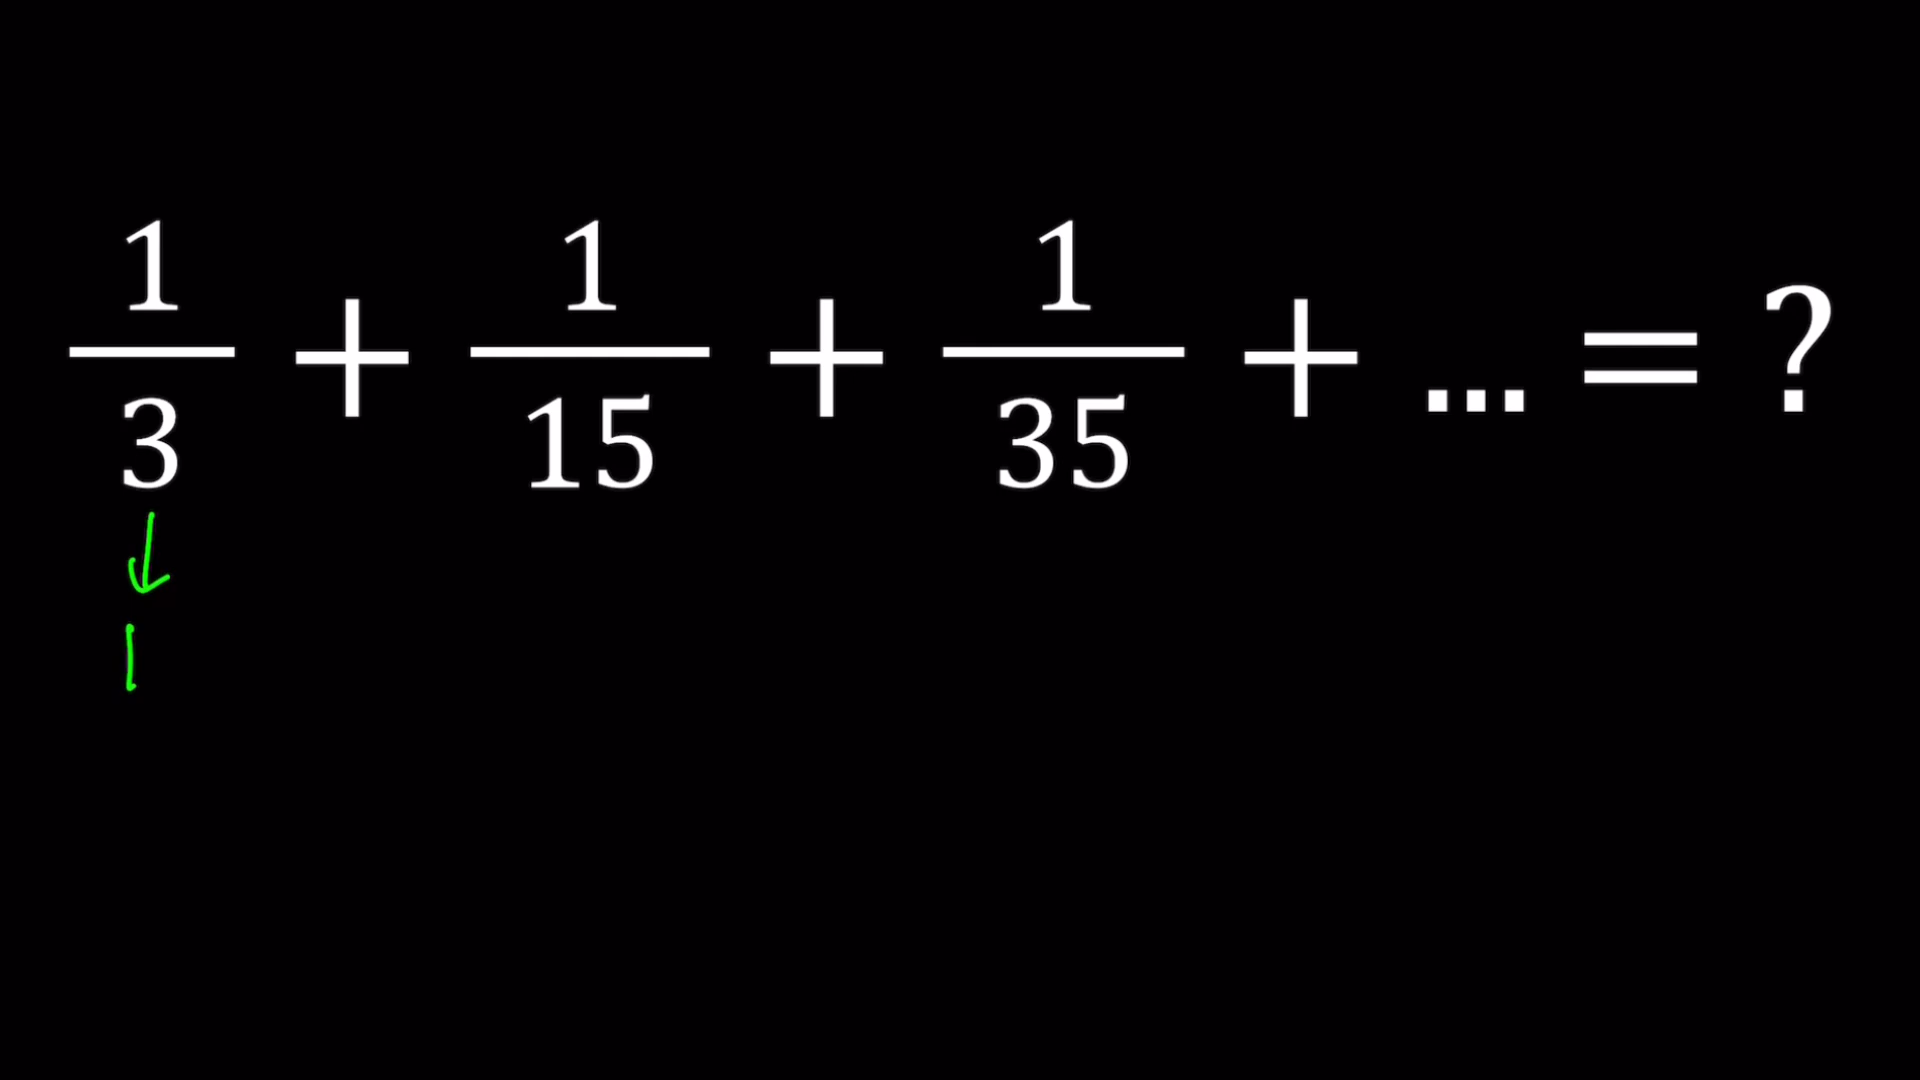 1/3 + 1/15 + 1/35 + ... = ?
1